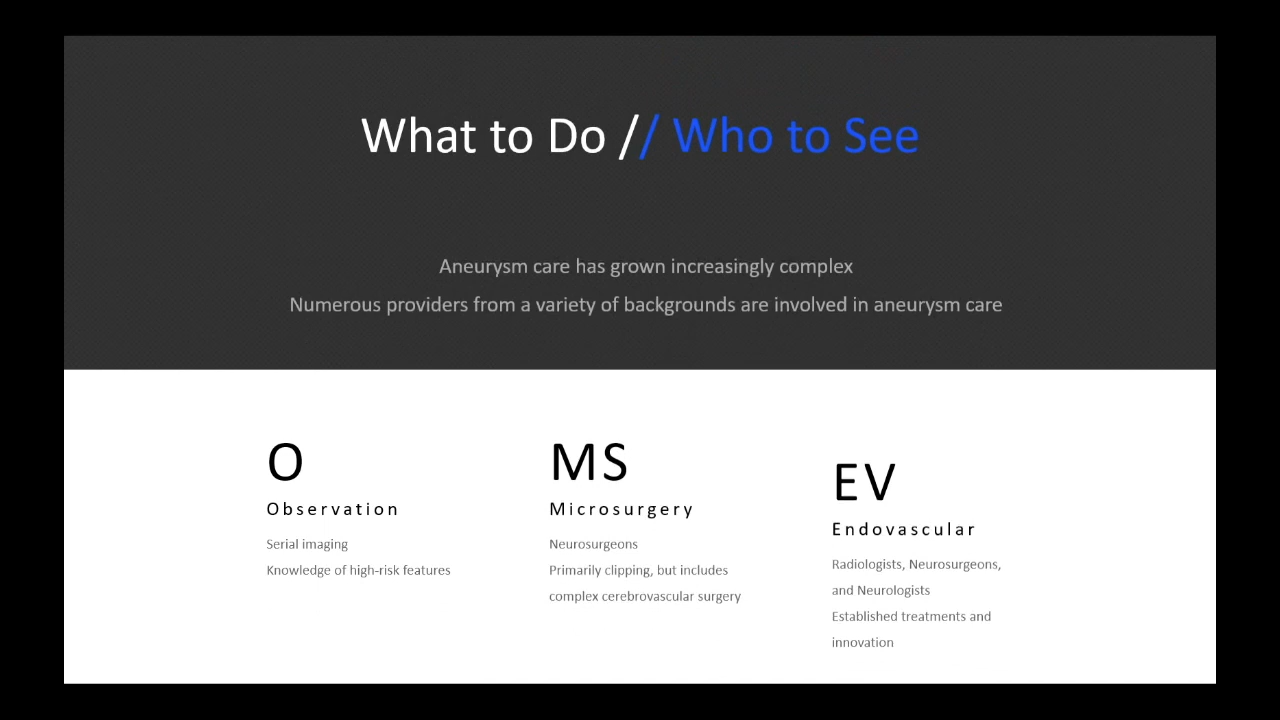 What to Do // Who to See
Aneurysm care has grown increasingly complex
Numerous providers from a variety of backgrounds are involved in aneurysm care
O
Observation
Serial imaging
Knowledge of high-risk features
MS
Microsurgery
Neurosurgeons
Primarily clipping, but includes
complex cerebrovascular surgery
EV
Endovascular
Radiologists, Neurosurgeons,
and Neurologists
Established treatments and
innovation